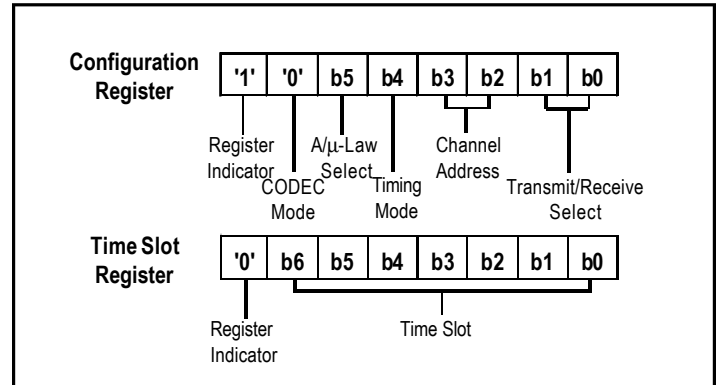 Configuration
Register
'1' '0' b5 b4 b3 b2 b1 b0
Register
Indicator
CODEC
Mode
A/μ-Law
Select
Timing
Mode
Channel
Address
Transmit/Receive
Select
Time Slot
Register
'0' b6 b5 b4 b3 b2 b1 b0
Register
Indicator
Time Slot